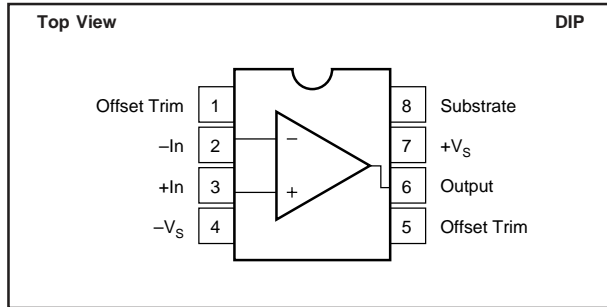 Top View DIP
Offset Trim 1 8 Substrate
–In 2 – 7 +VS
+In 3 + 6 Output
–VS 4 5 Offset Trim